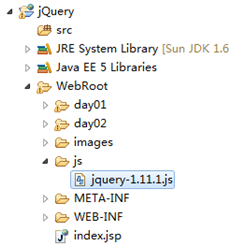 jQuery
src
JRE System Library [Sun JDK 1.6
Java EE 5 Libraries
WebRoot
day01
day02
images
js
jquery-1.11.1.js
META-INF
WEB-INF
index.jsp